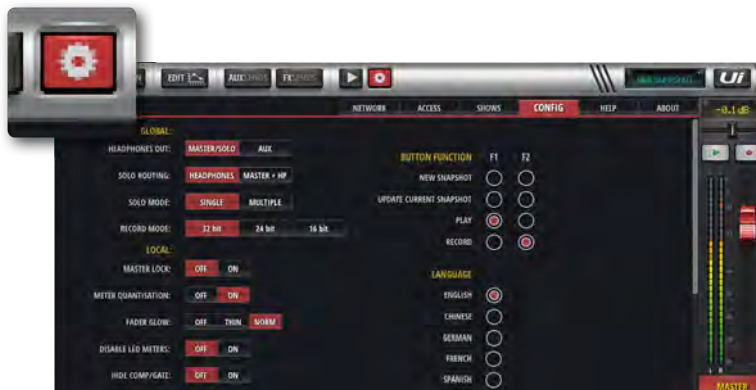 EDIT AUX SENDS FX SENDS Ui
NETWORK ACCESS SHOWS CONFIG HELP ABOUT -0.1 dB
GLOBAL:
HEADPHONES OUT: MASTER/SOLO AUX
SOLO ROUTING: HEADPHONES MASTER + HP
SOLO MODE: SINGLE MULTIPLE
RECORD MODE: 32 bit 24 bit 16 bit
LOCAL:
MASTER LOCK: OFF ON
METER QUANTISATION: OFF ON
FADER GLOW: OFF THIN NORM
DISABLE LED METERS: OFF ON
HIDE COMP/GATE: OFF ON
BUTTON FUNCTION F1 F2
NEW SNAPSHOT
UPDATE CURRENT SNAPSHOT
PLAY
RECORD
LANGUAGE
ENGLISH
CHINESE
GERMAN
FRENCH
SPANISH
L R
MASTER